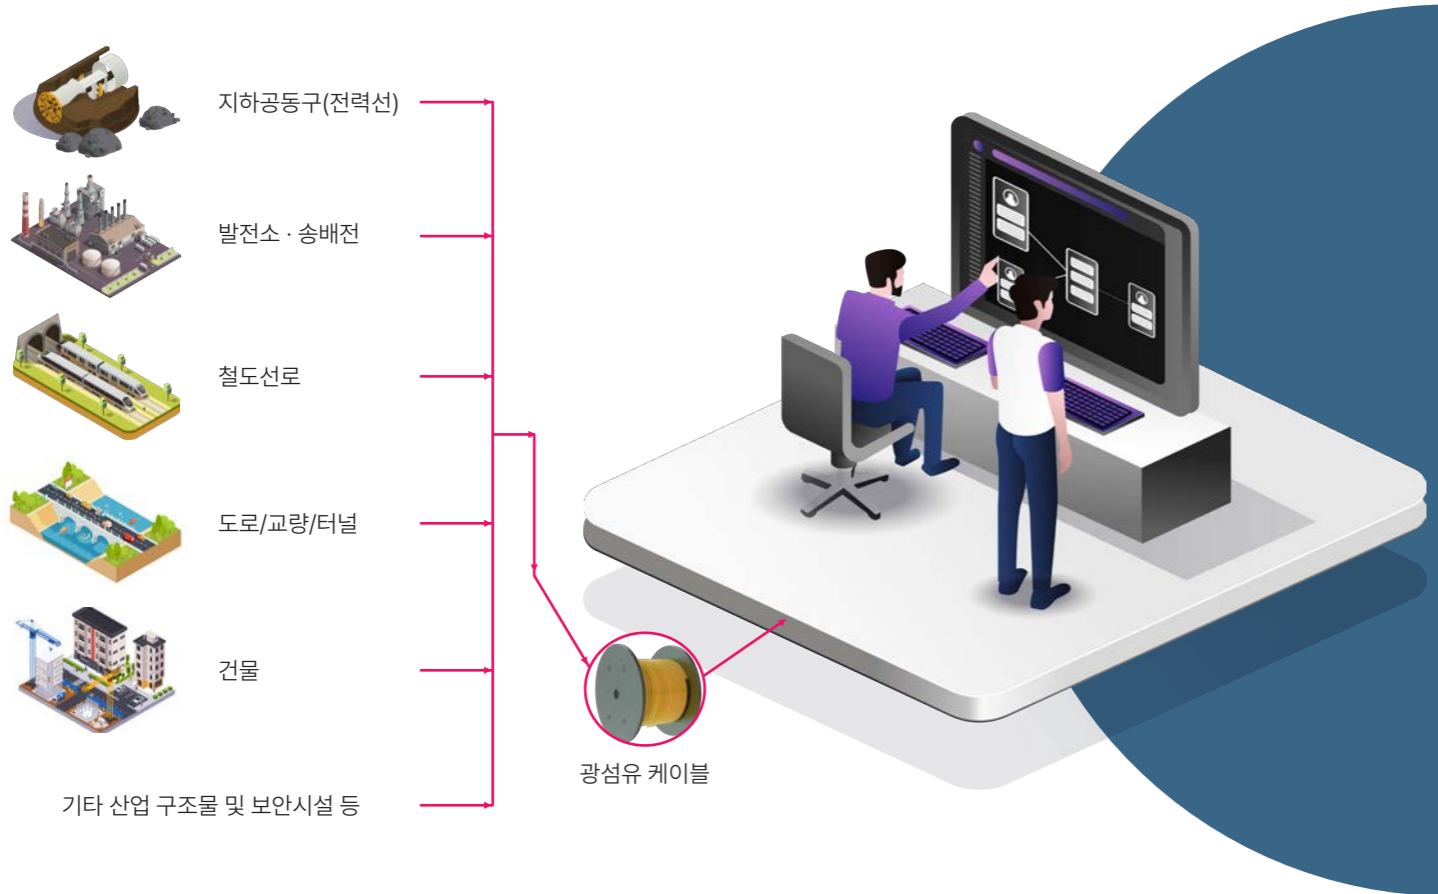 지하공동구(전력선)
발전소 · 송배전
철도선로
도로/교량/터널
건물
기타 산업 구조물 및 보안시설 등
광섬유 케이블